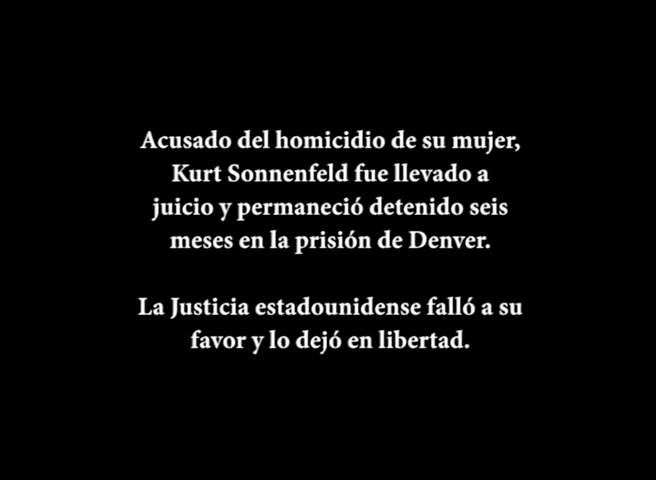 Acusado del homicidio de su mujer,
Kurt Sonnenfeld fue llevado a
juicio y permaneció detenido seis
meses en la prisión de Denver.
La Justicia estadounidense falló a su
favor y lo dejó en libertad.